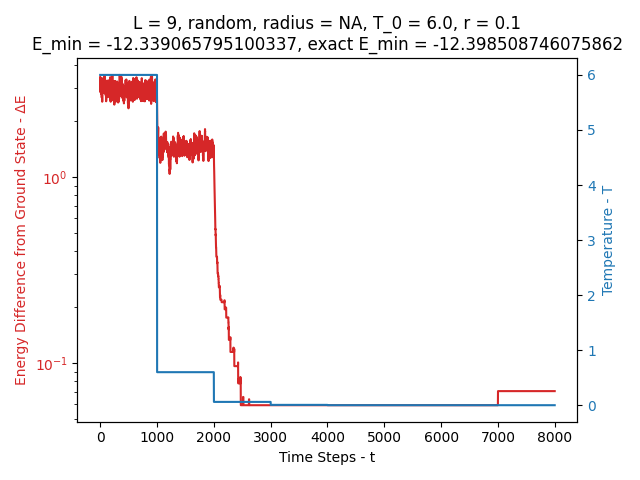 L = 9, random, radius = NA, T_0 = 6.0, r = 0.1
E_min = -12.339065795100337, exact E_min = -12.398508746075862
Energy Difference from Ground State - ΔE
10⁰
10⁻¹
6
5
4
3
2
1
0
Temperature - T
0 1000 2000 3000 4000 5000 6000 7000 8000
Time Steps - t